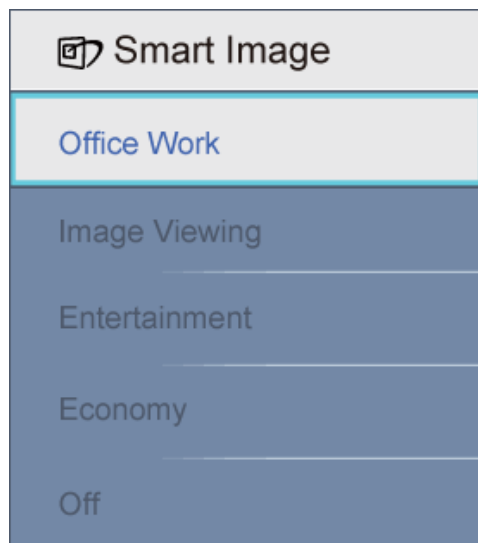 Smart Image
Office Work
Image Viewing
Entertainment
Economy
Off